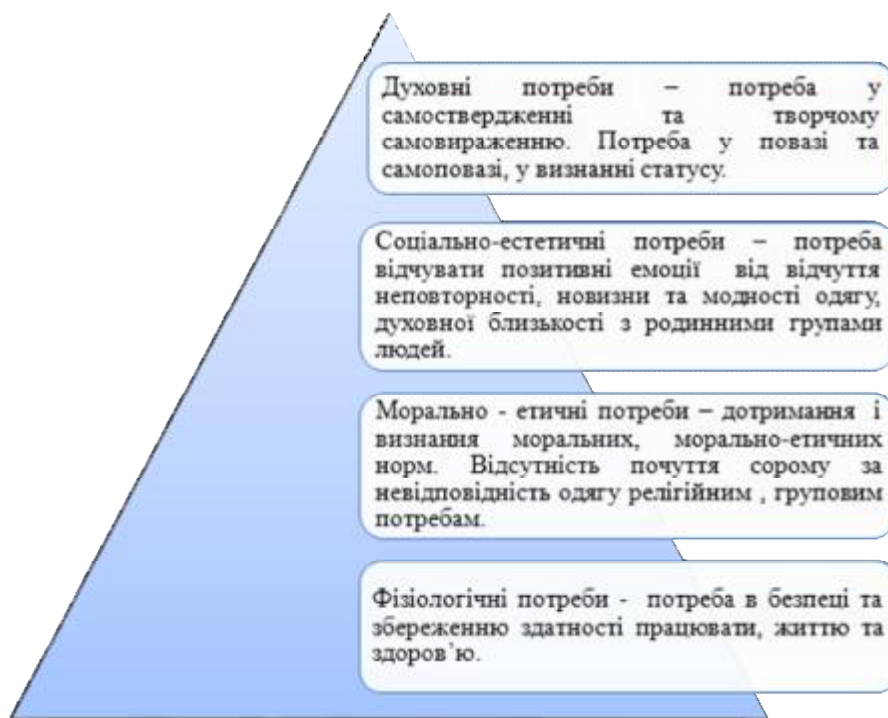 Духовні потреби – потреба у
самоствердженні та творчому
самовираженню. Потреба у повазі та
самоповазі, у визнанні статусу.
Соціально-естетичні потреби – потреба
відчувати позитивні емоції від відчуття
неповторності, новизни та модності одягу,
духовної близькості з родинними групами
людей.
Морально - етичні потреби – дотримання і
визнання моральних, морально-етичних
норм. Відсутність почуття сорому за
невідповідність одягу релігійним , груповим
потребам.
Фізіологічні потреби - потреба в безпеці та
збереженню здатності працювати, життю та
здоров’ю.